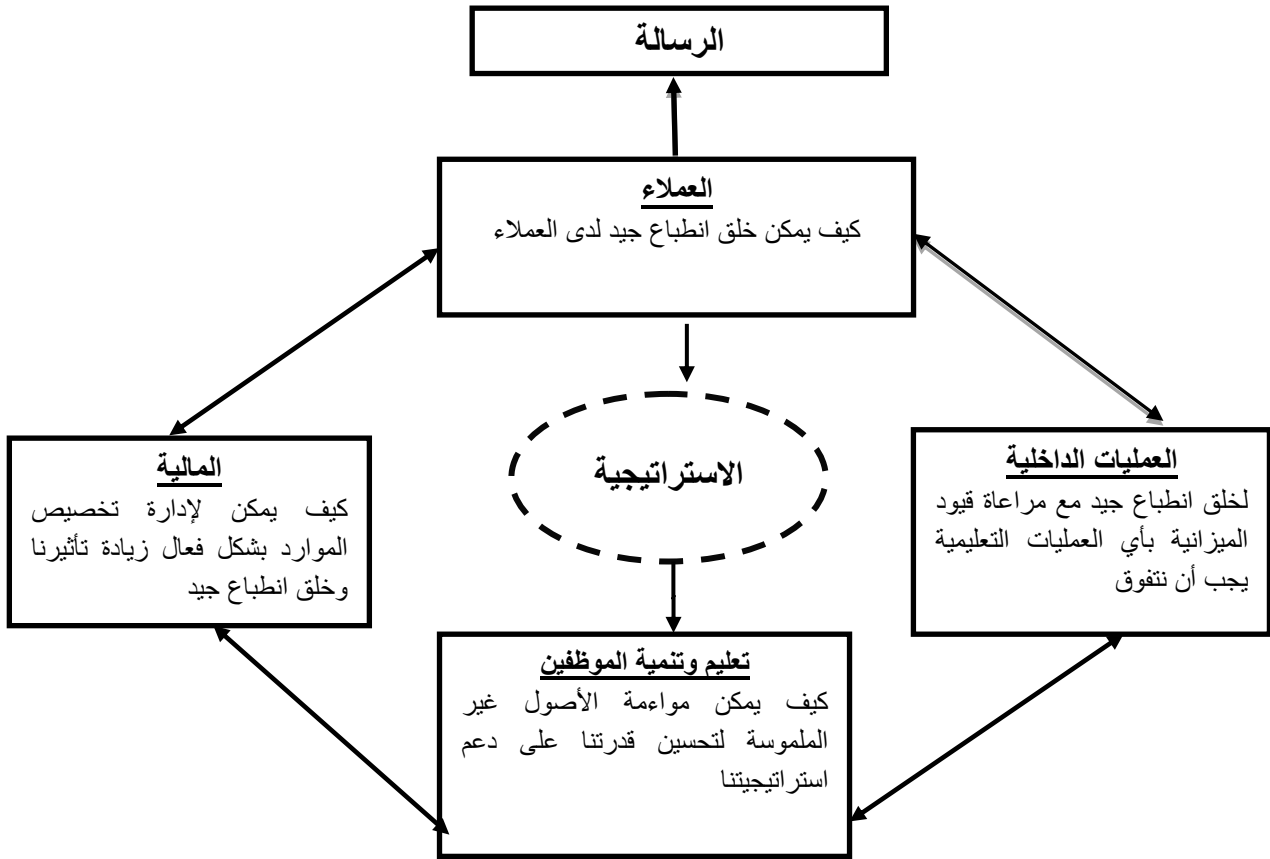 الرسالة
العملاء
كيف يمكن خلق انطباع جيد لدى العملاء
العمليات الداخلية
لخلق انطباع جيد مع مراعاة قيود
الميزانية بأي العمليات التعليمية
يجب أن نتفوق
الاستراتيجية
المالية
كيف يمكن لإدارة تخصيص
الموارد بشكل فعال زيادة تأثيرنا
وخلق انطباع جيد
تعليم وتنمية الموظفين
كيف يمكن مواءمة الأصول غير
الملموسة لتحسين قدرتنا على دعم
استراتيجيتنا